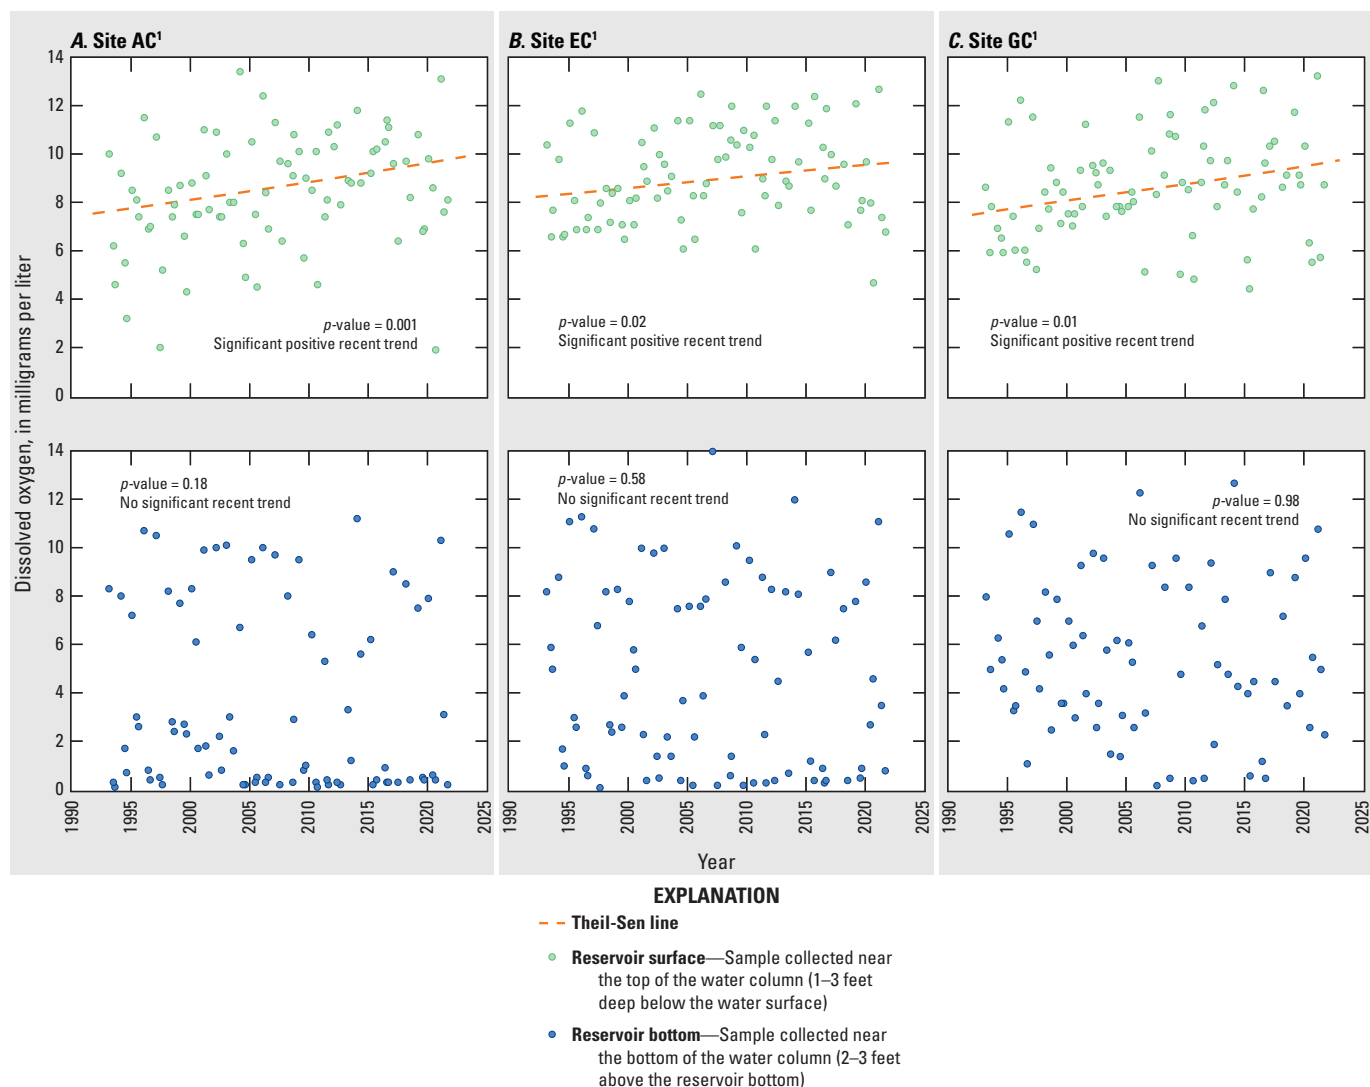 A. Site AC¹
B. Site EC¹
C. Site GC¹
Dissolved oxygen, in milligrams per liter
14
12
10
8
6
4
2
0
p-value = 0.001
Significant positive recent trend
p-value = 0.02
Significant positive recent trend
p-value = 0.01
Significant positive recent trend
14
12
10
8
6
4
2
0
p-value = 0.18
No significant recent trend
p-value = 0.58
No significant recent trend
p-value = 0.98
No significant recent trend
1990 1995 2000 2005 2010 2015 2020 2025
1990 1995 2000 2005 2010 2015 2020 2025
1990 1995 2000 2005 2010 2015 2020 2025
Year
EXPLANATION
Theil-Sen line
Reservoir surface—Sample collected near
the top of the water column (1–3 feet
deep below the water surface)
Reservoir bottom—Sample collected near
the bottom of the water column (2–3 feet
above the reservoir bottom)